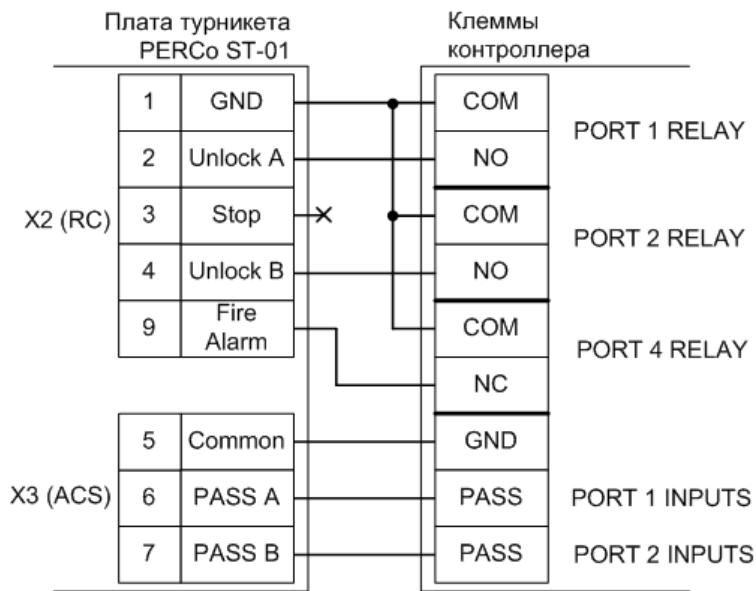 Плата турникета
PERCo ST-01
Клеммы
контроллера
1 GND COM
PORT 1 RELAY
2 Unlock A NO
X2 (RC)
3 Stop COM
PORT 2 RELAY
4 Unlock B NO
9 Fire
Alarm
COM
PORT 4 RELAY
NC
5 Common GND
X3 (ACS)
6 PASS A PASS PORT 1 INPUTS
7 PASS B PASS PORT 2 INPUTS